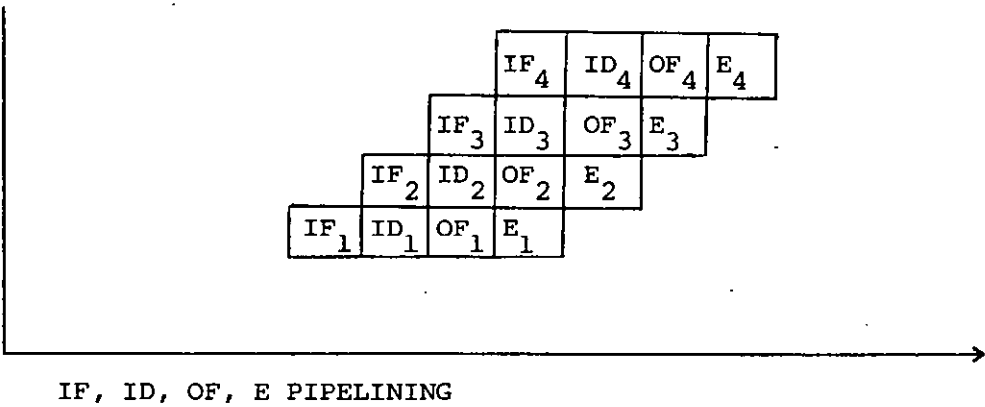 IF4 ID4 OF4 E4
IF3 ID3 OF3 E3
IF2 ID2 OF2 E2
IF1 ID1 OF1 E1
IF, ID, OF, E PIPELINING